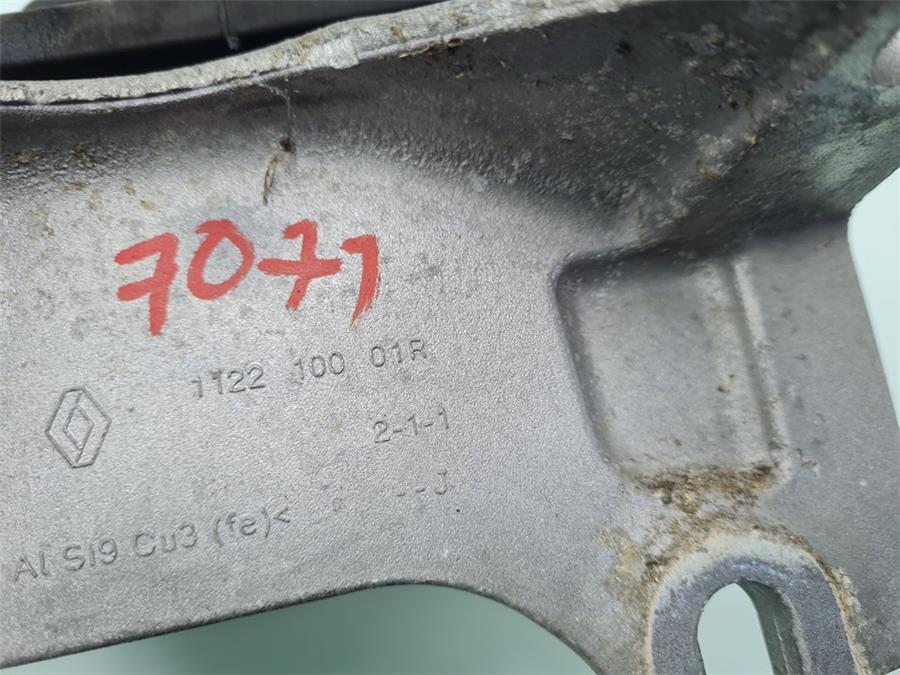 7071
1122 100 01R
2-1-1
--J
Al Si9 Cu3 (fe)<